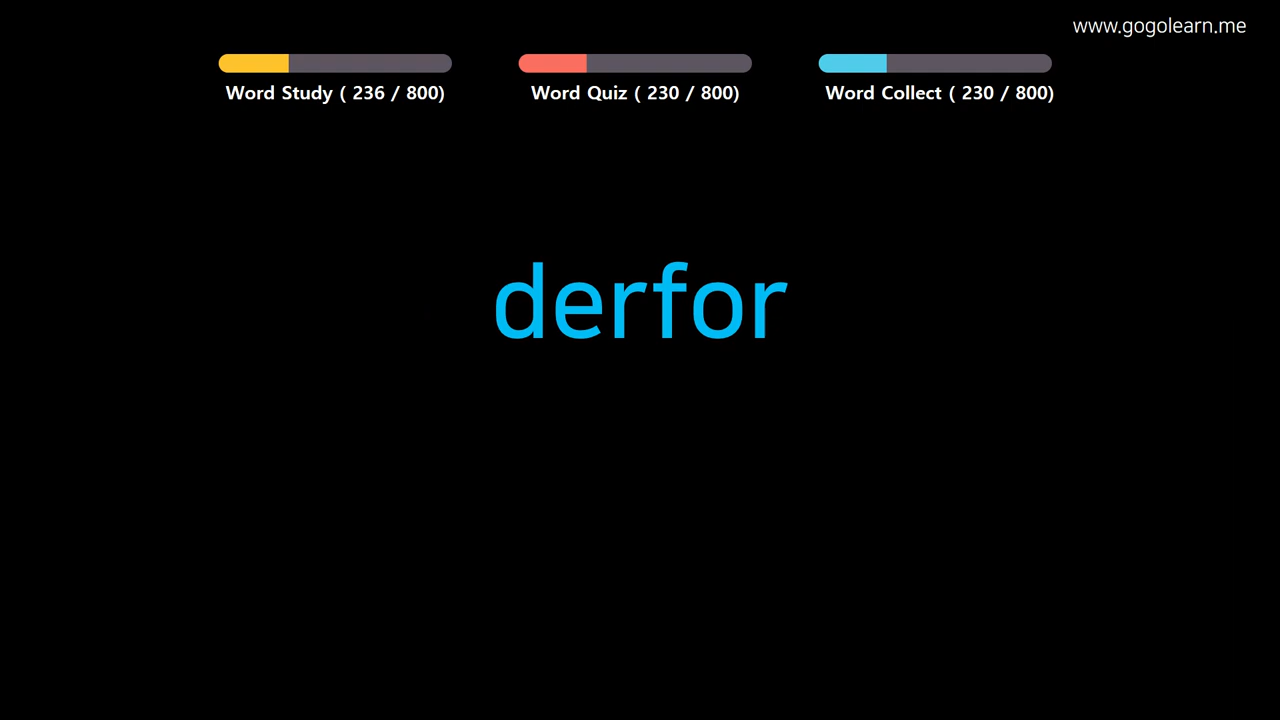 www.gogolearn.me
Word Study ( 236 / 800)
Word Quiz ( 230 / 800)
Word Collect ( 230 / 800)
derfor